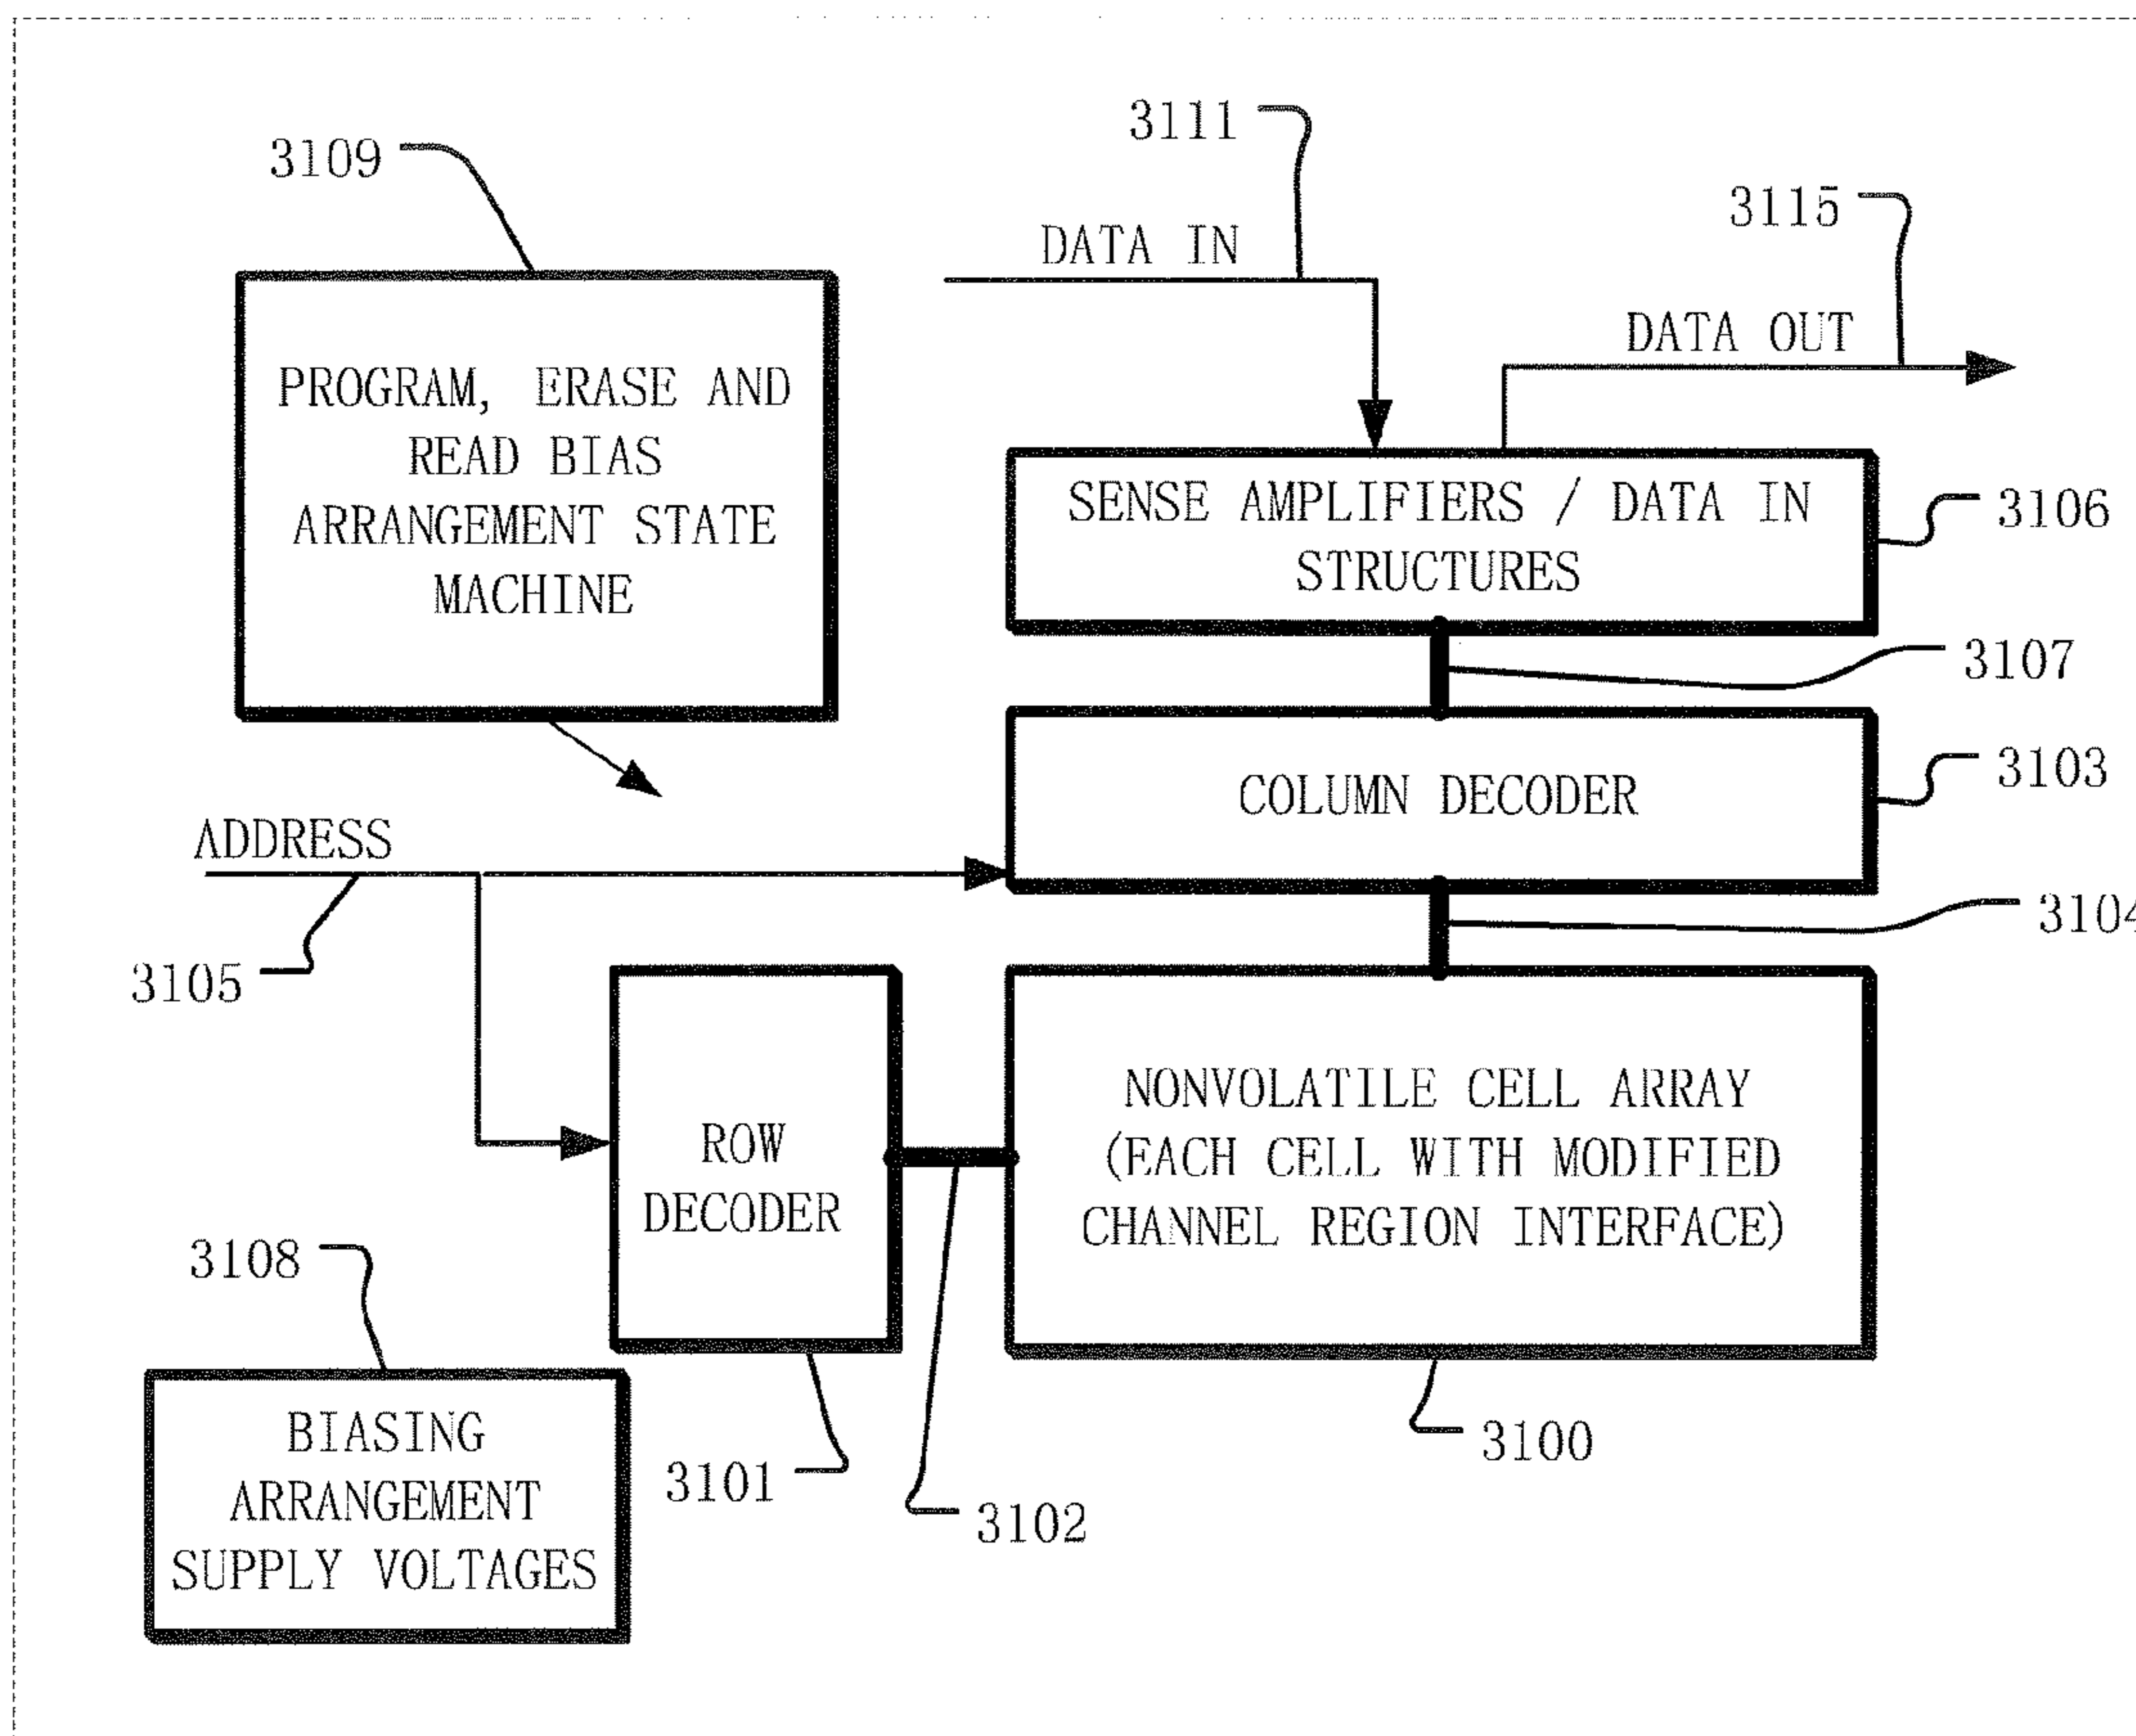 3111
3109
3115
DATA IN
DATA OUT
PROGRAM, ERASE AND
READ BIAS
ARRANGEMENT STATE
MACHINE
SENSE AMPLIFIERS / DATA IN
STRUCTURES
3106
3107
COLUMN DECODER
3103
ADDRESS
3104
3105
ROW
DECODER
NONVOLATILE CELL ARRAY
(EACH CELL WITH MODIFIED
CHANNEL REGION INTERFACE)
3108
BIASING
ARRANGEMENT
SUPPLY VOLTAGES
3101
3102
3100